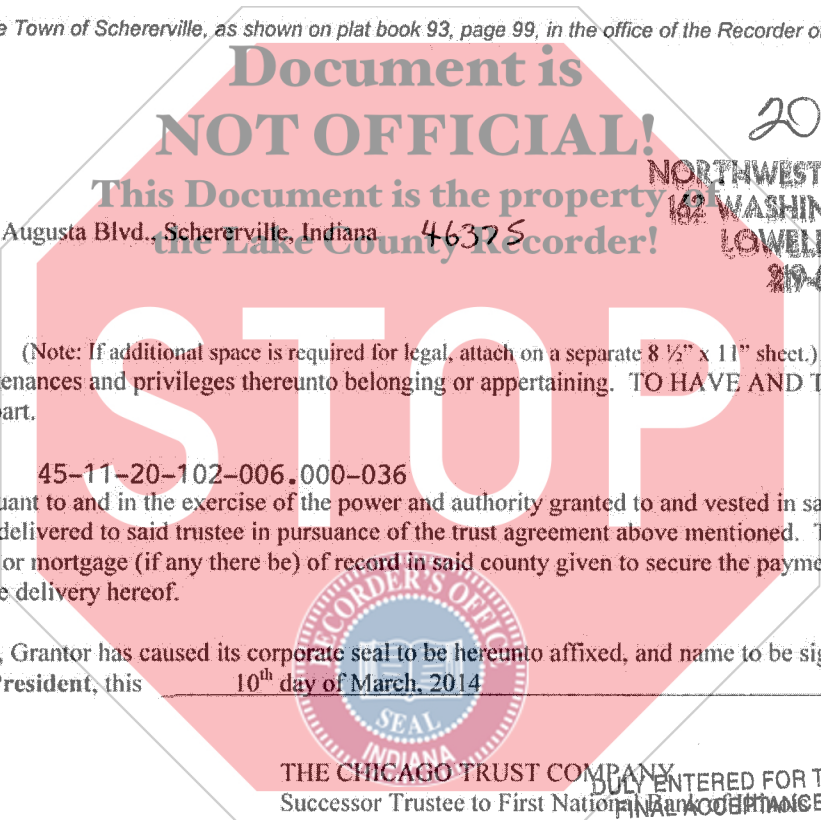 e Town of Schererville, as shown on plat book 93, page 99, in the office of the Recorder of
Document is
NOT OFFICIAL!
20
This Document is the property of
NORTHWEST
162 WASHIN
Augusta Blvd., Schererville, Indiana 46375
the Lake County Recorder!
LOWELL
219-
STOP
(Note: If additional space is required for legal, attach on a separate 8 ½” x 11” sheet.)
enances and privileges thereunto belonging or appertaining. TO HAVE AND T
part.
45-11-20-102-006.000-036
uant to and in the exercise of the power and authority granted to and vested in sa
delivered to said trustee in pursuance of the trust agreement above mentioned. T
or mortgage (if any there be) of record in said county given to secure the payme
e delivery hereof.
RECORDER'S OFFICE
, Grantor has caused its corporate seal to be hereunto affixed, and name to be sig
President, this 10th day of March, 2014
SEAL
INDIANA
THE CHICAGO TRUST COMPANY
DULY ENTERED FOR T
Successor Trustee to First National Bank of Illinois
FINAL ACCEPTANCE